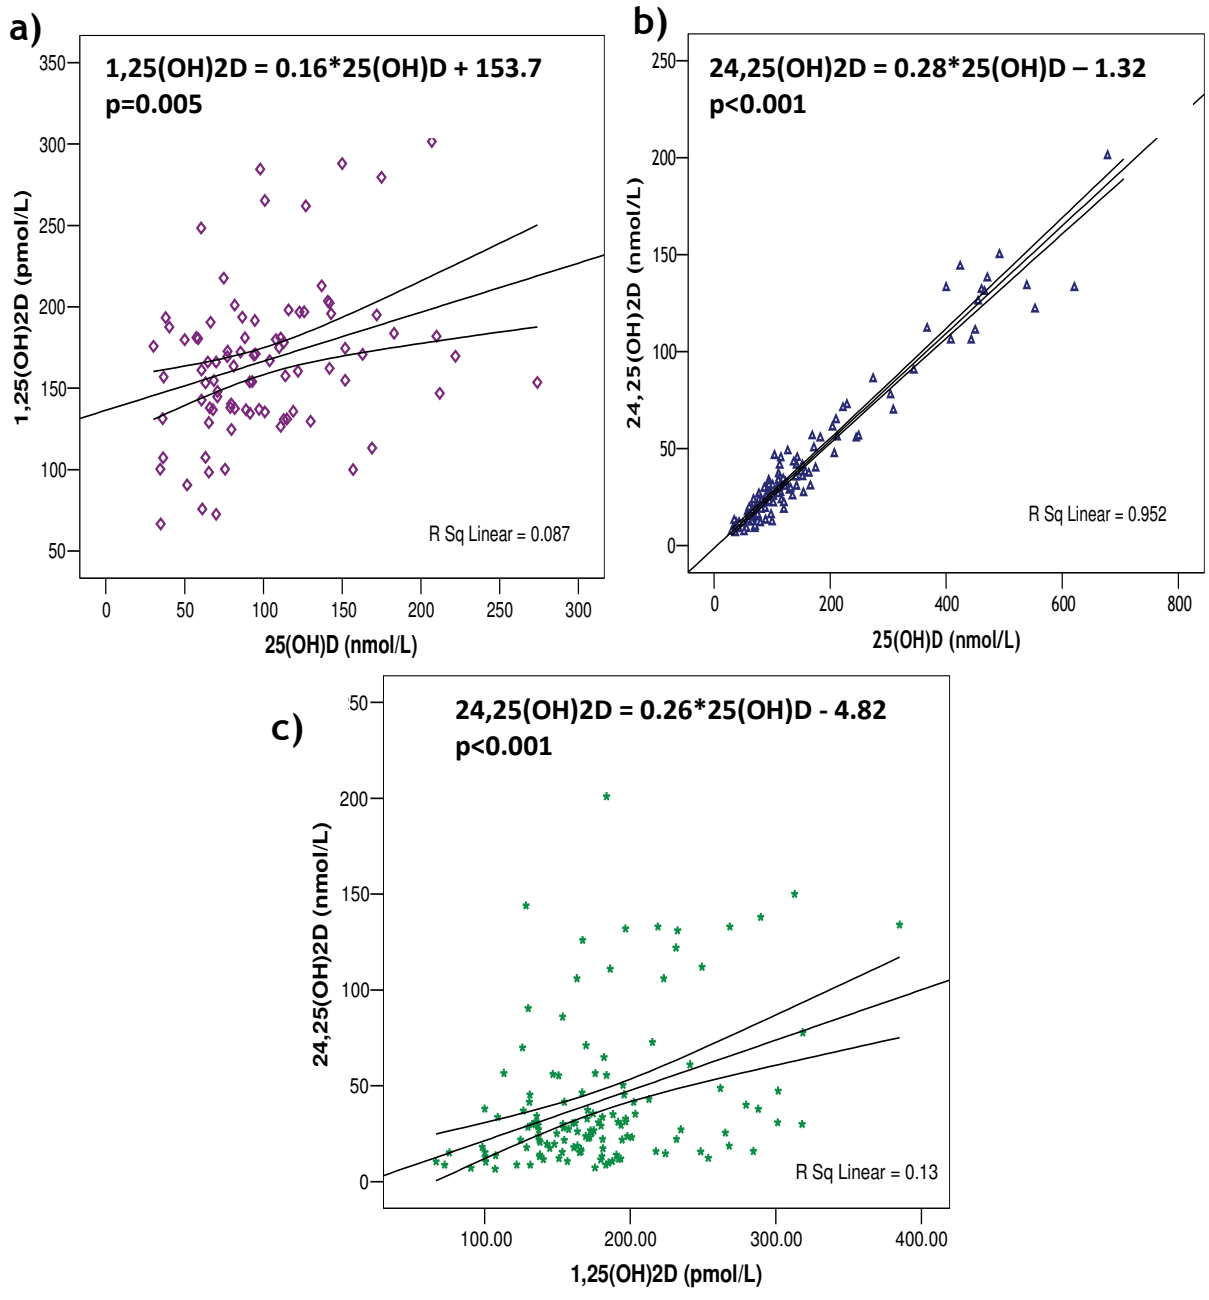 a)
1,25(OH)2D = 0.16*25(OH)D + 153.7
p=0.005
350
300
250
200
150
100
50
1,25(OH)2D (pmol/L)
R Sq Linear = 0.087
0 50 100 150 200 250 300
25(OH)D (nmol/L)
b)
24,25(OH)2D = 0.28*25(OH)D – 1.32
p<0.001
250
200
150
100
50
0
24,25(OH)2D (nmol/L)
R Sq Linear = 0.952
0 200 400 600 800
25(OH)D (nmol/L)
c)
24,25(OH)2D = 0.26*25(OH)D - 4.82
p<0.001
50
200
150
100
50
0
24,25(OH)2D (nmol/L)
R Sq Linear = 0.13
100.00 200.00 300.00 400.00
1,25(OH)2D (pmol/L)